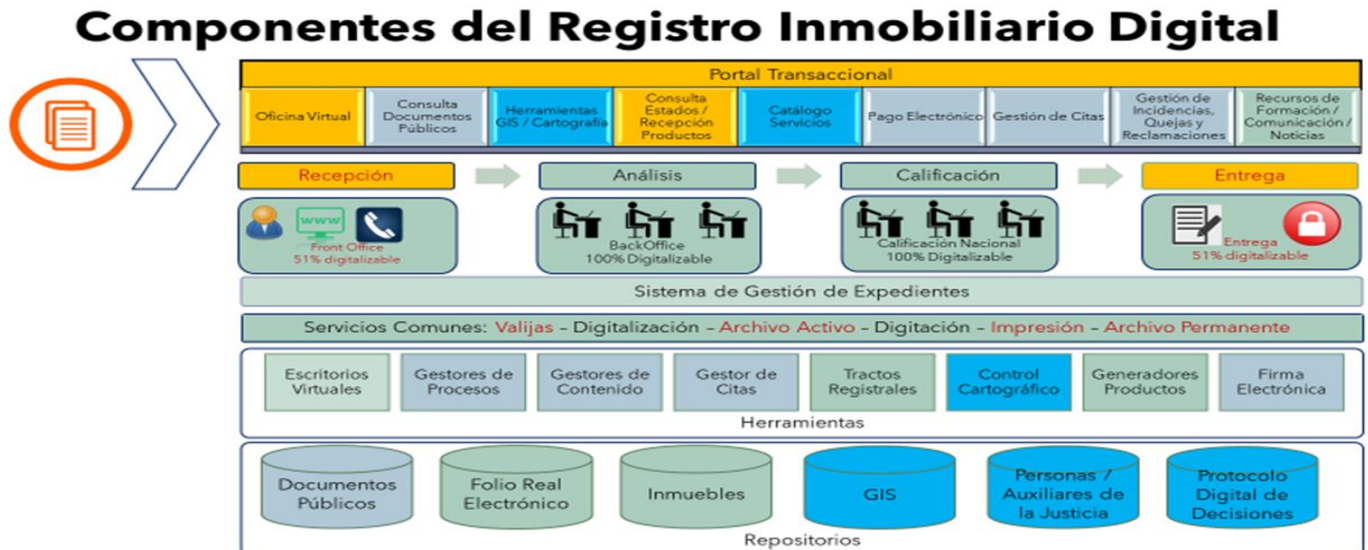 Componentes del Registro Inmobiliario Digital
Portal Transaccional
Oficina Virtual
Consulta
Documentos
Públicos
Herramientas
GIS / Cartografía
Consulta
Estados /
Recepción
Productos
Catálogo
Servicios
Pago Electrónico
Gestión de Citas
Gestión de
Incidencias,
Quejas y
Reclamaciones
Recursos de
Formación /
Comunicación /
Noticias
Recepción
Análisis
Calificación
Entrega
www
Front Office
51% digitalizable
BackOffice
100% Digitalizable
Calificación Nacional
100% Digitalizable
Entrega
51% digitalizable
Sistema de Gestión de Expedientes
Servicios Comunes: Valijas – Digitalización – Archivo Activo – Digitación – Impresión – Archivo Permanente
Escritorios
Virtuales
Gestores de
Procesos
Gestores de
Contenido
Gestor de
Citas
Tractos
Registrales
Control
Cartográfico
Generadores
Productos
Firma
Electrónica
Herramientas
Documentos
Públicos
Folio Real
Electrónico
Inmuebles
GIS
Personas /
Auxiliares de
la Justicia
Protocolo
Digital de
Decisiones
Repositorios